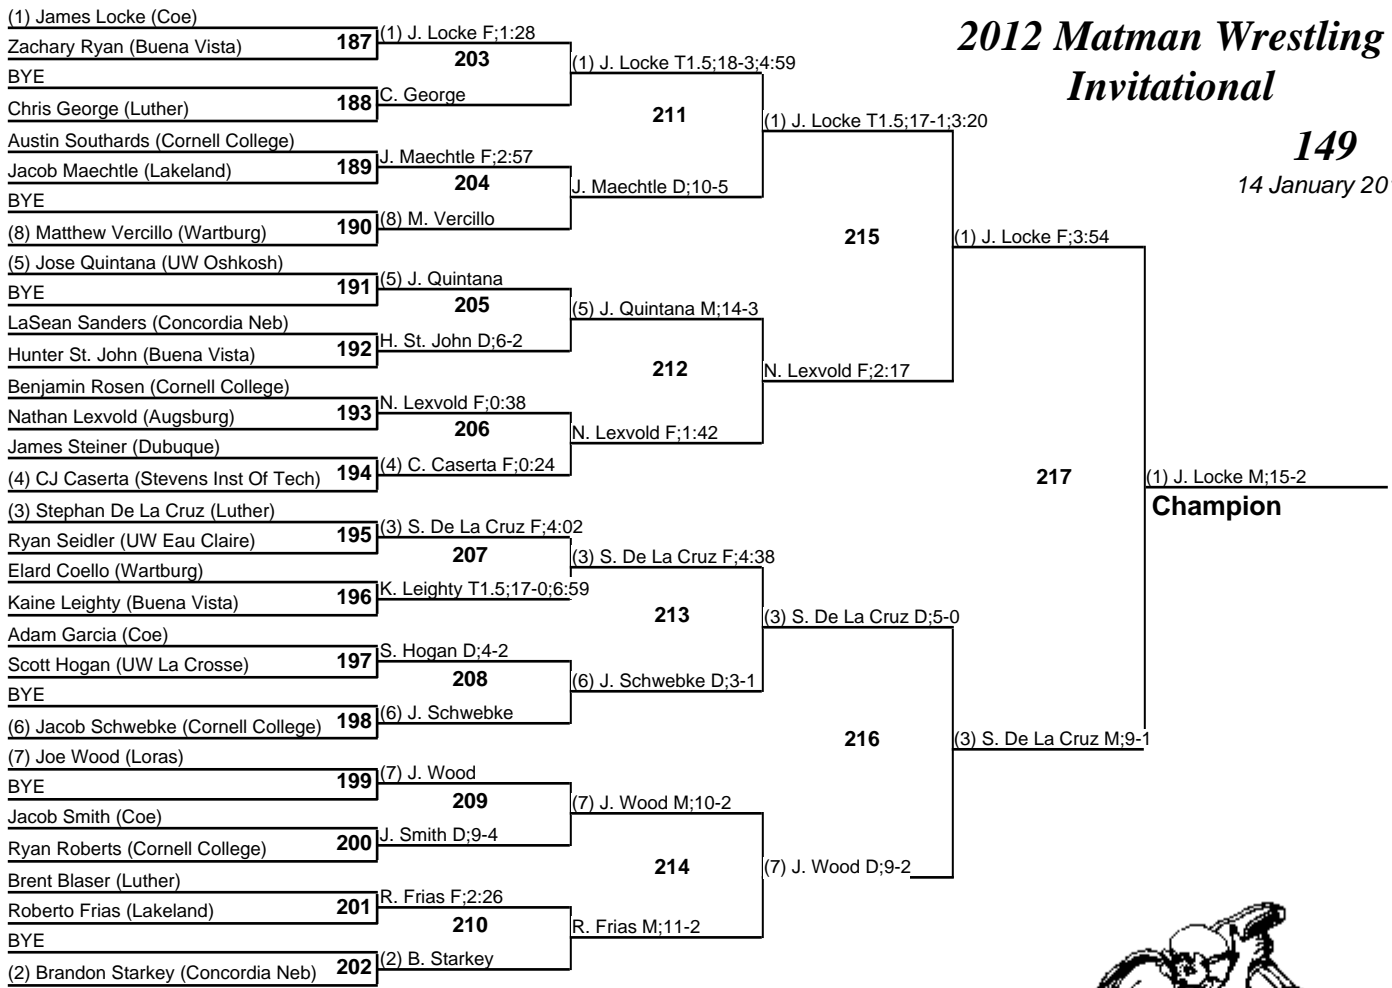 (1) James Locke (Coe)
Zachary Ryan (Buena Vista)
187
(1) J. Locke F;1:28
203
BYE
Chris George (Luther)
188
C. George
(1) J. Locke T1.5;18-3;4:59
211
Austin Southards (Cornell College)
Jacob Maechtle (Lakeland)
189
J. Maechtle F;2:57
204
BYE
(8) Matthew Vercillo (Wartburg)
190
(8) M. Vercillo
J. Maechtle D;10-5
(1) J. Locke T1.5;17-1;3:20
215
(5) Jose Quintana (UW Oshkosh)
BYE
191
(5) J. Quintana
205
LaSean Sanders (Concordia Neb)
Hunter St. John (Buena Vista)
192
H. St. John D;6-2
(5) J. Quintana M;14-3
212
Benjamin Rosen (Cornell College)
Nathan Lexvold (Augsburg)
193
N. Lexvold F;0:38
206
James Steiner (Dubuque)
(4) CJ Caserta (Stevens Inst Of Tech)
194
(4) C. Caserta F;0:24
N. Lexvold F;1:42
N. Lexvold F;2:17
(1) J. Locke F;3:54
217
(3) Stephan De La Cruz (Luther)
Ryan Seidler (UW Eau Claire)
195
(3) S. De La Cruz F;4:02
207
Elard Coello (Wartburg)
Kaine Leighty (Buena Vista)
196
K. Leighty T1.5;17-0;6:59
(3) S. De La Cruz F;4:38
213
Adam Garcia (Coe)
Scott Hogan (UW La Crosse)
197
S. Hogan D;4-2
208
BYE
(6) Jacob Schwebke (Cornell College)
198
(6) J. Schwebke
(6) J. Schwebke D;3-1
(3) S. De La Cruz D;5-0
216
(7) Joe Wood (Loras)
BYE
199
(7) J. Wood
209
Jacob Smith (Coe)
Ryan Roberts (Cornell College)
200
J. Smith D;9-4
(7) J. Wood M;10-2
214
Brent Blaser (Luther)
Roberto Frias (Lakeland)
201
R. Frias F;2:26
210
BYE
(2) Brandon Starkey (Concordia Neb)
202
(2) B. Starkey
R. Frias M;11-2
(7) J. Wood D;9-2
(3) S. De La Cruz M;9-1
(1) J. Locke M;15-2
Champion
2012 Matman Wrestling
Invitational
149
14 January